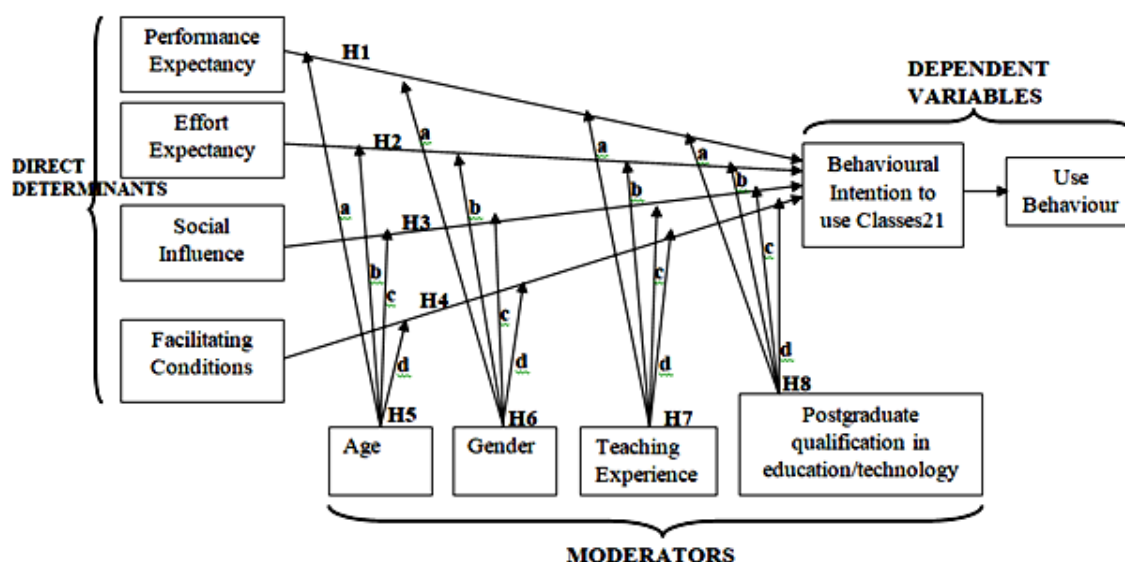 Performance
Expectancy
H1
DEPENDENT
VARIABLES
Effort
Expectancy
a
H2
a
a
DIRECT
DETERMINANTS
Behavioural
Intention to
use Classes21
Use
Behaviour
b
b
Social
Influence
a
b
H3
c
b
c
c
H4
c
Facilitating
Conditions
d
d
d
d
H5
H6
H7
H8
Age
Gender
Teaching
Experience
Postgraduate
qualification in
education/technology
MODERATORS